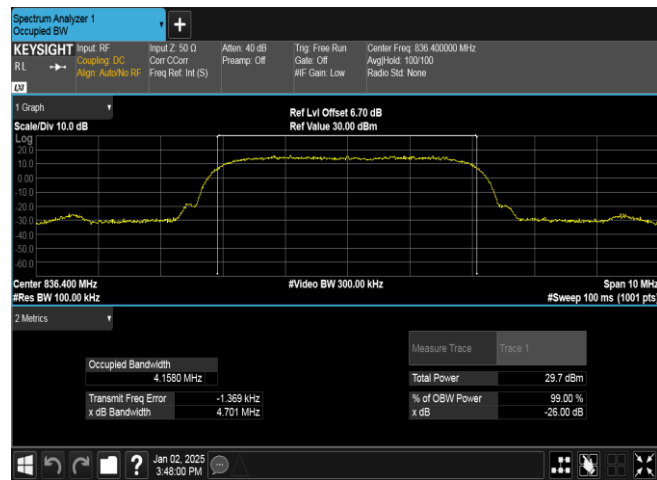 Spectrum Analyzer 1
Occupied BW
+
KEYSIGHT Input: RF Input Z: 50 Ω Atten: 40 dB Trig: Free Run Center Freq: 836.400000 MHz
RL Coupling: DC Corr CCorr Preamp: Off Gate: Off Avg|Hold: 100/100
Align: Auto/No RF Freq Ref: Int (S) #IF Gain: Low Radio Std: None
LXI
1 Graph
Ref Lvl Offset 6.70 dB
Scale/Div 10.0 dB Ref Value 30.00 dBm
Log
20.0
10.0
0.00
-10.0
-20.0
-30.0
-40.0
-50.0
-60.0
Center 836.400 MHz #Video BW 300.00 kHz Span 10 MHz
#Res BW 100.00 kHz #Sweep 100 ms (1001 pts)
2 Metrics
Measure Trace Trace 1
Occupied Bandwidth
4.1580 MHz Total Power 29.7 dBm
Transmit Freq Error -1.369 kHz % of OBW Power 99.00 %
x dB Bandwidth 4.701 MHz x dB -26.00 dB
? Jan 02, 2025
3:48:00 PM